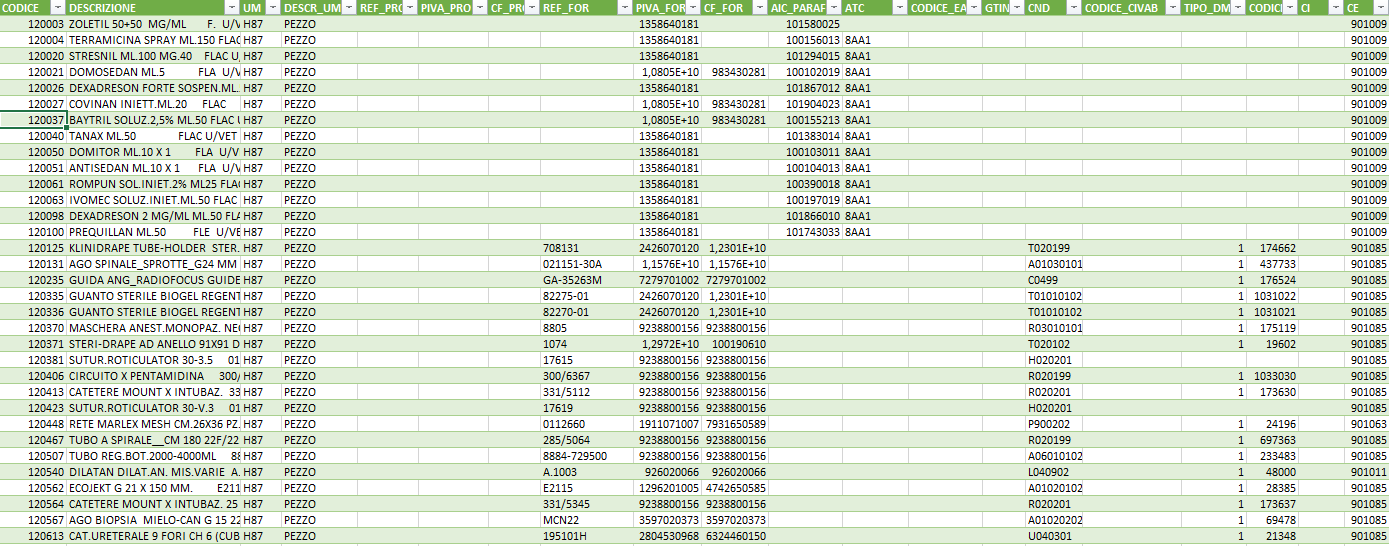 CODICE DESCRIZIONE UM DESCR_UM REF_PRO PIVA_PRO CF_PRO REF_FOR PIVA_FOR CF_FOR AIC_PARAF ATC CODICE_EA GTIN CND CODICE_CIVAB TIPO_DM CODICI CI CE
120003 ZOLETIL 50+50 MG/ML F. U/V H87 PEZZO 1358640181 101580025 901009
120004 TERRAMICINA SPRAY ML.150 FLAC H87 PEZZO 1358640181 100156013 8AA1 901009
120020 STRESNIL ML.100 MG.40 FLAC U, H87 PEZZO 1358640181 101294015 8AA1 901009
120021 DOMOSEDAN ML.5 FLA U/V H87 PEZZO 1,0805E+10 983430281 100102019 8AA1 901009
120026 DEXADRESON FORTE SOSPEN.ML. H87 PEZZO 1358640181 101867012 8AA1 901009
120027 COVINAN INIETT.ML.20 FLAC H87 PEZZO 1,0805E+10 983430281 101904023 8AA1 901009
120037 BAYTRIL SOLUZ.2,5% ML.50 FLAC U H87 PEZZO 1,0805E+10 983430281 100155213 8AA1 901009
120040 TANAX ML.50 FLAC U/VET H87 PEZZO 1358640181 101383014 8AA1 901009
120050 DOMITOR ML.10 X 1 FLA U/V H87 PEZZO 1358640181 100103011 8AA1 901009
120051 ANTISEDAN ML.10 X 1 FLA U/V H87 PEZZO 1358640181 100104013 8AA1 901009
120061 ROMPUN SOL.INIET.2% ML25 FLAC H87 PEZZO 1358640181 100390018 8AA1 901009
120063 IVOMEC SOLUZ.INIET.ML.50 FLAC H87 PEZZO 1358640181 100197019 8AA1 901009
120098 DEXADRESON 2 MG/ML ML.50 FLA H87 PEZZO 1358640181 101866010 8AA1 901009
120100 PREQUILLAN ML.50 FLE U/VE H87 PEZZO 1358640181 101743033 8AA1 901009
120125 KLINIDRAPE TUBE-HOLDER STER. H87 PEZZO 708131 2426070120 1,2301E+10 T020199 1 174662 901085
120131 AGO SPINALE_SPROTTE_G24 MM H87 PEZZO 021151-30A 1,1576E+10 1,1576E+10 A01030101 1 437733 901085
120235 GUIDA ANG_RADIOFOCUS GUIDE H87 PEZZO GA-35263M 7279701002 7279701002 C0499 1 176524 901085
120335 GUANTO STERILE BIOGEL REGENT H87 PEZZO 82275-01 2426070120 1,2301E+10 T01010102 1 1031022 901085
120336 GUANTO STERILE BIOGEL REGENT H87 PEZZO 82270-01 2426070120 1,2301E+10 T01010102 1 1031021 901085
120370 MASCHERA ANEST.MONOPAZ. NE H87 PEZZO 8805 9238800156 9238800156 R03010101 1 175119 901085
120371 STERI-DRAPE AD ANELLO 91X91 D H87 PEZZO 1074 1,2972E+10 100190610 T020102 1 19602 901085
120381 SUTUR.ROTICULATOR 30-3.5 01 H87 PEZZO 17615 9238800156 9238800156 H020201 901085
120406 CIRCUITO X PENTAMIDINA 300/ H87 PEZZO 300/6367 9238800156 9238800156 R020199 1 1033030 901085
120413 CATETERE MOUNT X INTUBAZ. 33 H87 PEZZO 331/5112 9238800156 9238800156 R020201 1 173630 901085
120423 SUTUR.ROTICULATOR 30-V.3 01 H87 PEZZO 17619 9238800156 9238800156 H020201 901085
120448 RETE MARLEX MESH CM.26X36 PZ. H87 PEZZO 0112660 1911071007 7931650589 P900202 1 24196 901063
120467 TUBO A SPIRALE__CM 180 22F/22 H87 PEZZO 285/5064 9238800156 9238800156 R020199 1 697363 901085
120507 TUBO REG.BOT.2000-4000ML 88 H87 PEZZO 8884-729500 9238800156 9238800156 A06010102 1 233483 901085
120540 DILATAN DILAT.AN. MIS.VARIE A. H87 PEZZO A.1003 926020066 926020066 L040902 1 48000 901011
120562 ECOJEKT G 21 X 150 MM. E211 H87 PEZZO E2115 1296201005 4742650585 A01020102 1 28385 901085
120564 CATETERE MOUNT X INTUBAZ. 25 H87 PEZZO 331/5345 9238800156 9238800156 R020201 1 173637 901085
120567 AGO BIOPSIA MIELO-CAN G 15 22 H87 PEZZO MCN22 3597020373 3597020373 A01020202 1 69478 901085
120613 CAT.URETERALE 9 FORI CH 6 (CUB H87 PEZZO 195101H 2804530968 6324460150 U040301 1 21348 901085